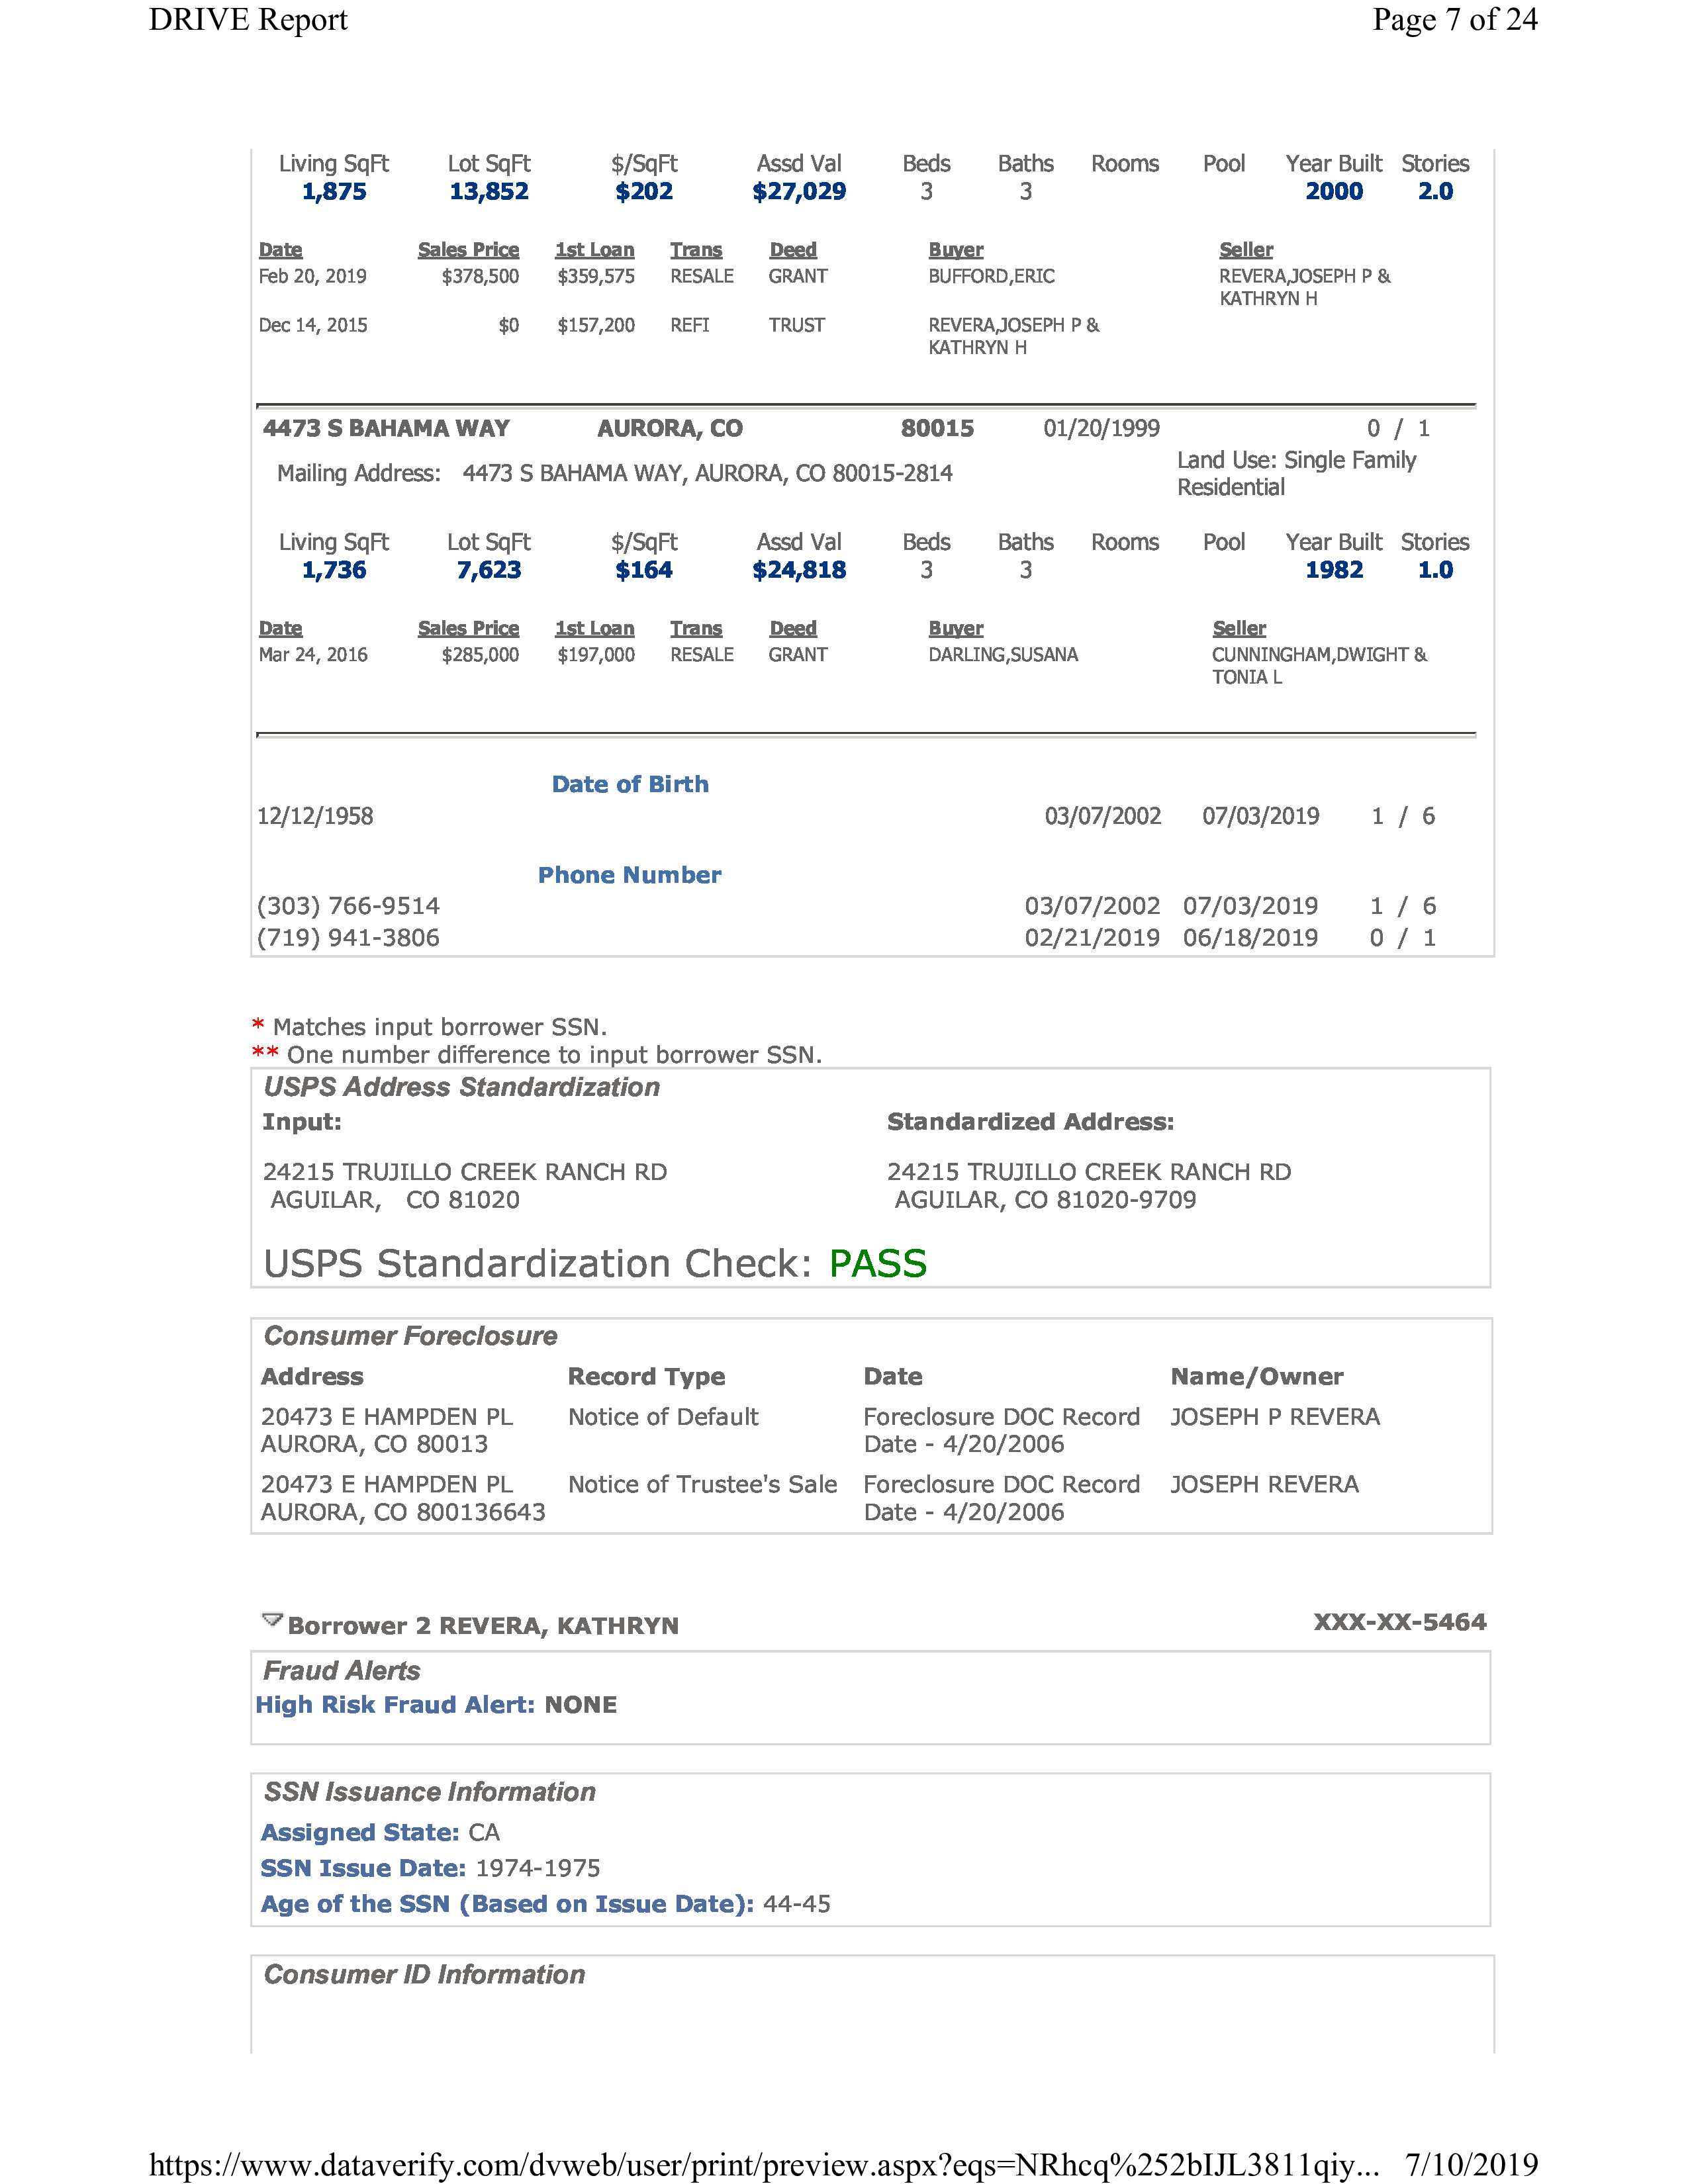 DRIVE Report Page 7 of 24
Living SqFt Lot SqFt $/SqFt Assd Val Beds Baths Rooms Pool Year Built Stories
1,875 13,852 $202 $27,029 3 3 2000 2.0
Date Sales Price 1st Loan Trans Deed Buyer Seller
Feb 20, 2019 $378,500 $359,575 RESALE GRANT BUFFORD,ERIC REVERA,JOSEPH P &
KATHRYN H
Dec 14, 2015 $0 $157,200 REFI TRUST REVERA,JOSEPH P &
KATHRYN H
4473 S BAHAMA WAY AURORA, CO 80015 01/20/1999 0 / 1
Mailing Address: 4473 S BAHAMA WAY, AURORA, CO 80015-2814 Land Use: Single Family
Residential
Living SqFt Lot SqFt $/SqFt Assd Val Beds Baths Rooms Pool Year Built Stories
1,736 7,623 $164 $24,818 3 3 1982 1.0
Date Sales Price 1st Loan Trans Deed Buyer Seller
Mar 24, 2016 $285,000 $197,000 RESALE GRANT DARLING,SUSANA CUNNINGHAM,DWIGHT &
TONIA L
Date of Birth
12/12/1958 03/07/2002 07/03/2019 1 / 6
Phone Number
(303) 766-9514 03/07/2002 07/03/2019 1 / 6
(719) 941-3806 02/21/2019 06/18/2019 0 / 1
* Matches input borrower SSN.
** One number difference to input borrower SSN.
USPS Address Standardization
Input: Standardized Address:
24215 TRUJILLO CREEK RANCH RD 24215 TRUJILLO CREEK RANCH RD
AGUILAR, CO 81020 AGUILAR, CO 81020-9709
USPS Standardization Check: PASS
Consumer Foreclosure
Address Record Type Date Name/Owner
20473 E HAMPDEN PL Notice of Default Foreclosure DOC Record JOSEPH P REVERA
AURORA, CO 80013 Date - 4/20/2006
20473 E HAMPDEN PL Notice of Trustee's Sale Foreclosure DOC Record JOSEPH REVERA
AURORA, CO 800136643 Date - 4/20/2006
Borrower 2 REVERA, KATHRYN XXX-XX-5464
Fraud Alerts
High Risk Fraud Alert: NONE
SSN Issuance Information
Assigned State: CA
SSN Issue Date: 1974-1975
Age of the SSN (Based on Issue Date): 44-45
Consumer ID Information
https://www.dataverify.com/dvweb/user/print/preview.aspx?eqs=NRhcq%252bIJL3811qiy... 7/10/2019